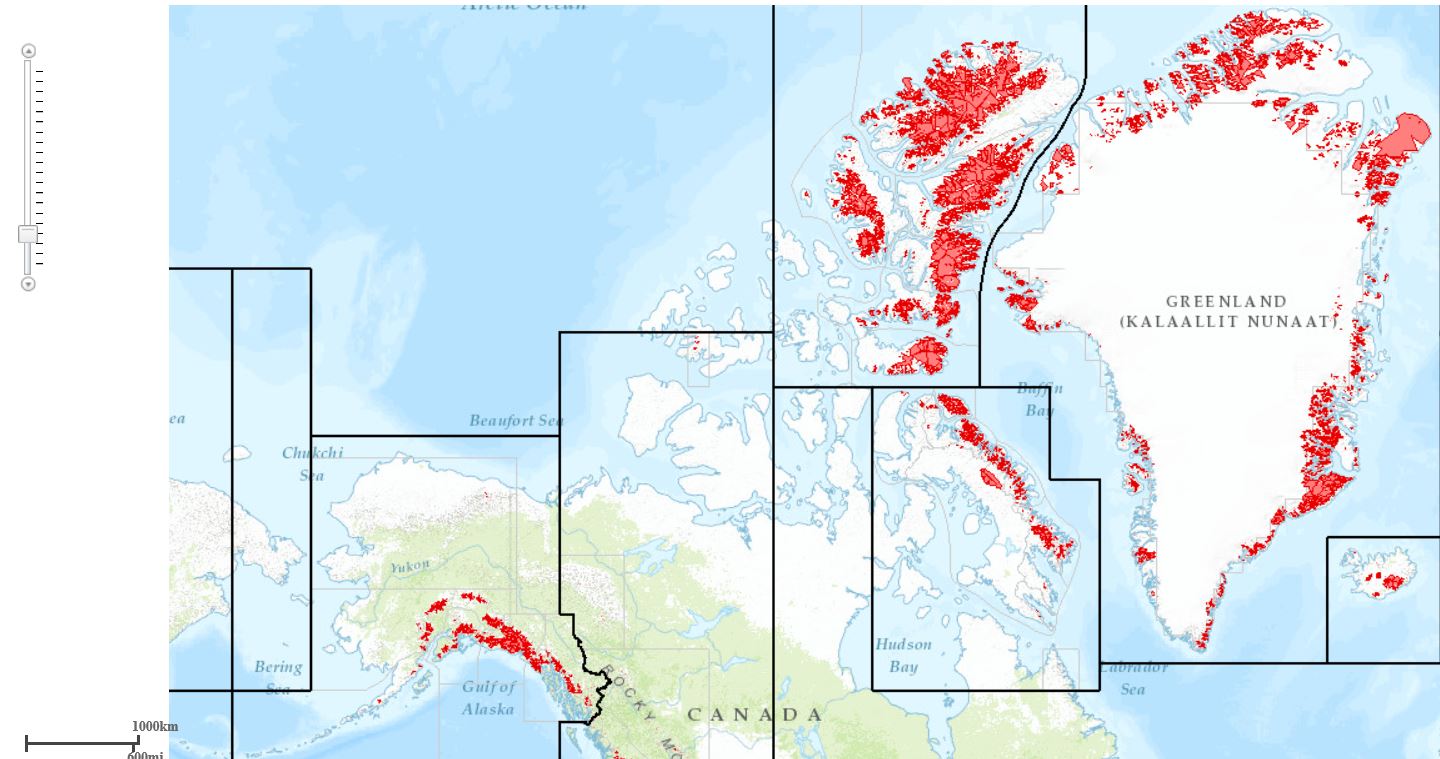 Arctic Ocean
GREENLAND
(KALAALLIT NUNAAT)
Baffin
Bay
ea
Beaufort Sea
Chukchi
Sea
Yukon
Hudson
Bay
Bering
Sea
Labrador
Sea
Gulf of
Alaska
ROCKY MO
CANADA
1000km
600mi